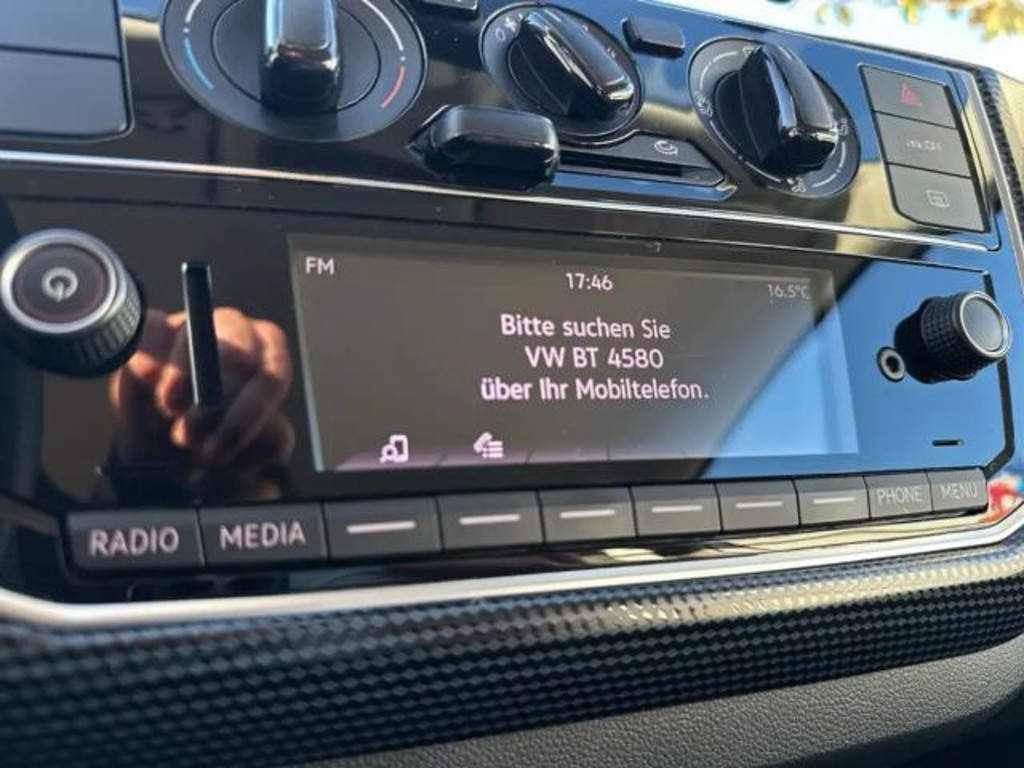 FM
17:46
16.5°C
Bitte suchen Sie
VW BT 4580
über Ihr Mobiltelefon.
RADIO MEDIA PHONE MENU